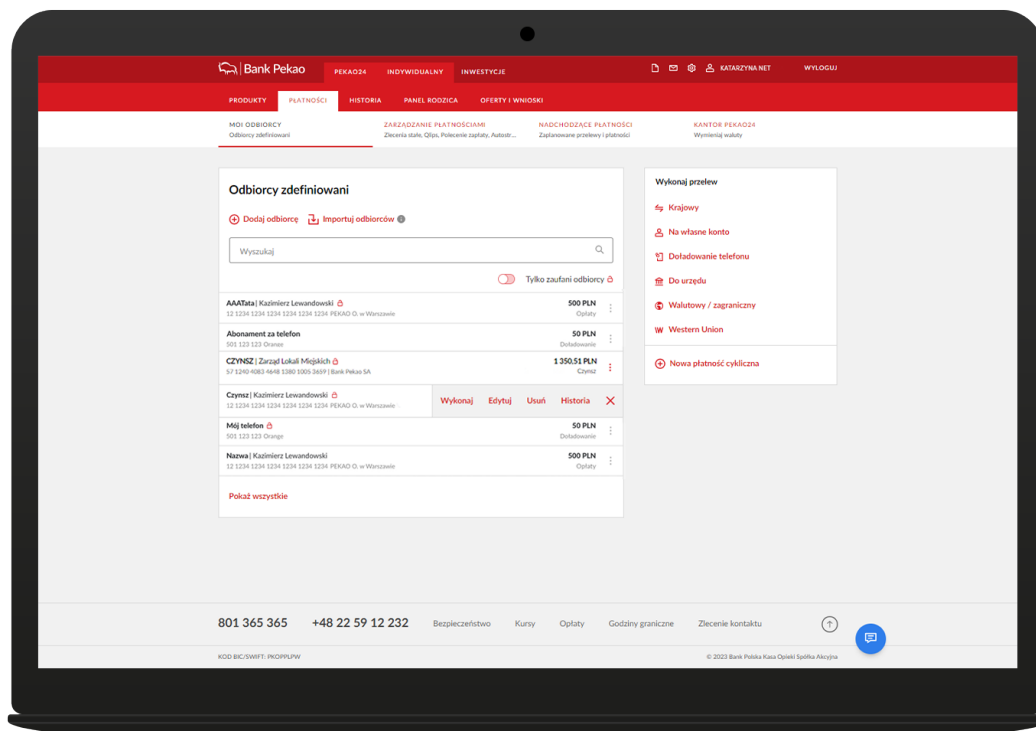 Bank Pekao
PEKAO24 INDYWIDUALNY INWESTYCJE
KATARZYNA NET WYLOGUJ
PRODUKTY PŁATNOŚCI HISTORIA PANEL RODZICA OFERTY I WNIOSKI
MOI ODBIORCY
Odbiorcy zdefiniowani
ZARZĄDZANIE PŁATNOŚCIAMI
Zlecenia stałe, Qlips, Polecenie zapłaty, Autostr...
NADCHODZĄCE PŁATNOŚCI
Zaplanowane przelewy i płatności
KANTOR PEKAO24
Wymieniaj waluty
Odbiorcy zdefiniowani
Dodaj odbiorcę Importuj odbiorców
Wyszukaj
Tylko zaufani odbiorcy
AAATata | Kazimierz Lewandowski 500 PLN
12 1234 1234 1234 1234 1234 1234 PEKAO O. w Warszawie Opłaty
Abonament za telefon 50 PLN
501 123 123 Orange Doładowanie
CZYNSZ | Zarząd Lokali Miejskich 1 350,51 PLN
57 1240 4083 4648 1380 1005 3659 | Bank Pekao SA Czynsz
Czynsz | Kazimierz Lewandowski
12 1234 1234 1234 1234 1234 1234 PEKAO O. w Warszawie
Wykonaj Edytuj Usuń Historia
Mój telefon 50 PLN
501 123 123 Orange Doładowanie
Nazwa | Kazimierz Lewandowski 500 PLN
12 1234 1234 1234 1234 1234 1234 PEKAO O. w Warszawie Opłaty
Pokaż wszystkie
Wykonaj przelew
Krajowy
Na własne konto
Doładowanie telefonu
Do urzędu
Walutowy / zagraniczny
Western Union
Nowa płatność cykliczna
801 365 365 +48 22 59 12 232 Bezpieczeństwo Kursy Opłaty Godziny graniczne Zlecenie kontaktu
KOD BIC/SWIFT: PKOPPLPW © 2023 Bank Polska Kasa Opieki Spółka Akcyjna